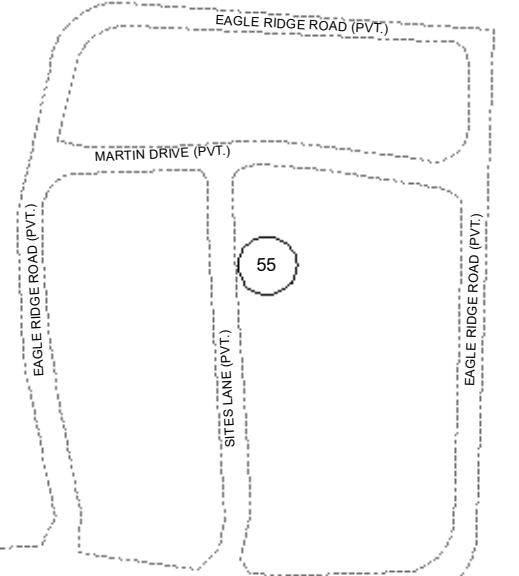 EAGLE RIDGE ROAD (PVT.)
MARTIN DRIVE (PVT.)
EAGLE RIDGE ROAD (PVT.)
55
EAGLE RIDGE ROAD (PVT.)
SITES LANE (PVT.)